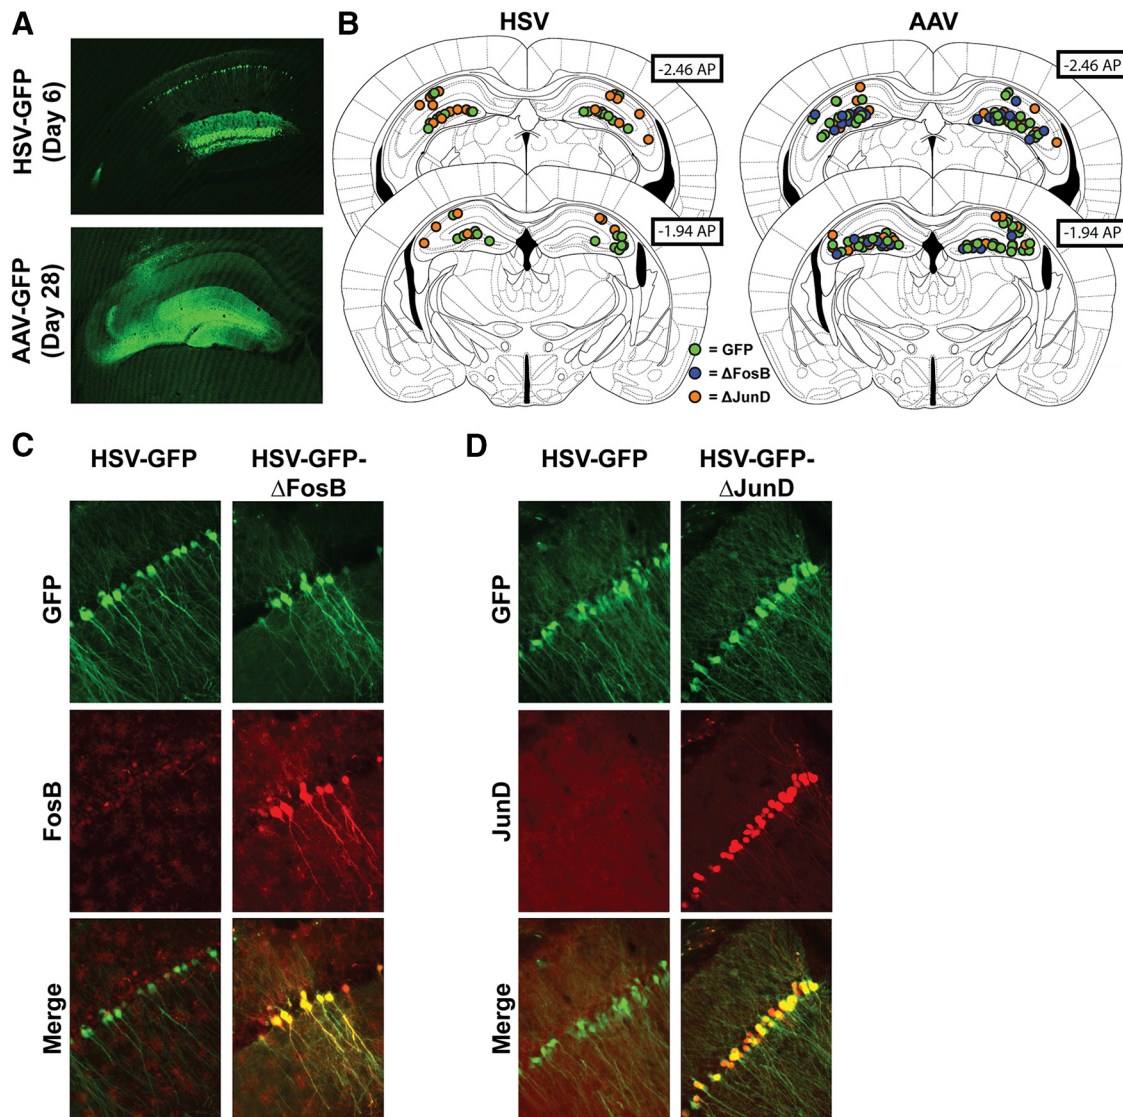 A
B
HSV
AAV
HSV-GFP
(Day 6)
AAV-GFP
(Day 28)
-2.46 AP
-2.46 AP
-1.94 AP
-1.94 AP
= GFP
= ΔFosB
= ΔJunD
C
HSV-GFP
HSV-GFP-
ΔFosB
GFP
FosB
Merge
D
HSV-GFP
HSV-GFP-
ΔJunD
GFP
JunD
Merge